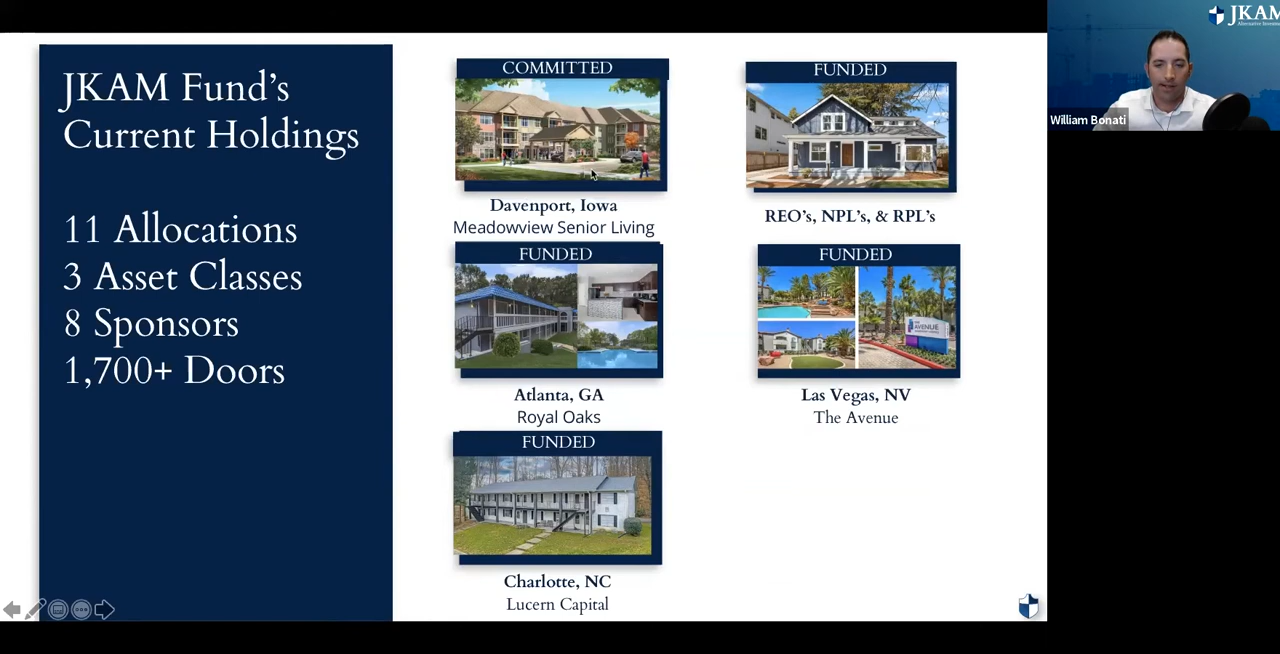 JKAM Fund's
Current Holdings
11 Allocations
3 Asset Classes
8 Sponsors
1,700+ Doors
COMMITTED
Davenport, Iowa
Meadowview Senior Living
FUNDED
REO's, NPL's, & RPL's
FUNDED
Atlanta, GA
Royal Oaks
FUNDED
AVENUE
Las Vegas, NV
The Avenue
FUNDED
Charlotte, NC
Lucern Capital
JKAM
William Bonati